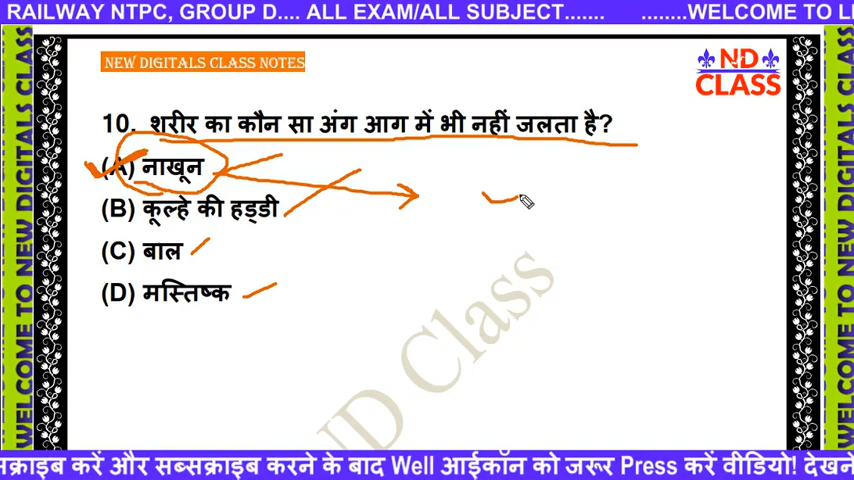 RAILWAY NTPC, GROUP D.... ALL EXAM/ALL SUBJECT....... ........WELCOME TO
NEW DIGITALS CLASS NOTES
ND
CLASS
10. शरीर का कौन सा अंग आग में भी नहीं जलता है?
(A) नाखून
(B) कूल्हे की हड्डी
(C) बाल
(D) मस्तिष्क
ND Class
WELCOME TO NEW DIGITALS CLASS
WELCOME TO NEW DIGITALS CLASS
सक्राइब करें और सब्सक्राइब करने के बाद Well आईकॉन को जरूर Press करें वीडियो! देखने